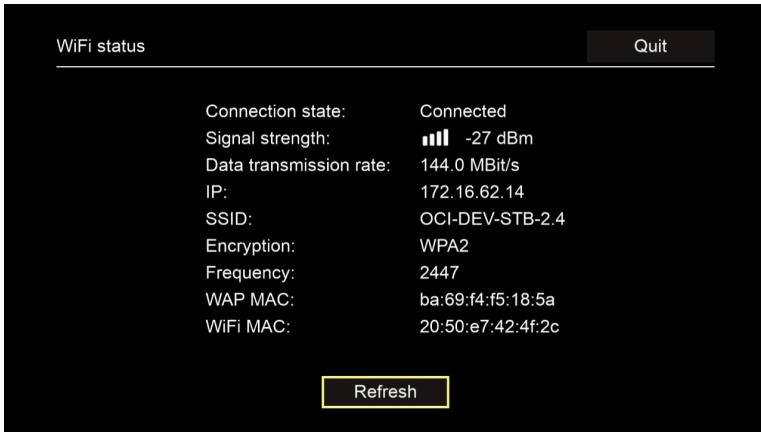 WiFi status
Quit
Connection state: Connected
Signal strength: -27 dBm
Data transmission rate: 144.0 MBit/s
IP: 172.16.62.14
SSID: OCI-DEV-STB-2.4
Encryption: WPA2
Frequency: 2447
WAP MAC: ba:69:f4:f5:18:5a
WiFi MAC: 20:50:e7:42:4f:2c
Refresh